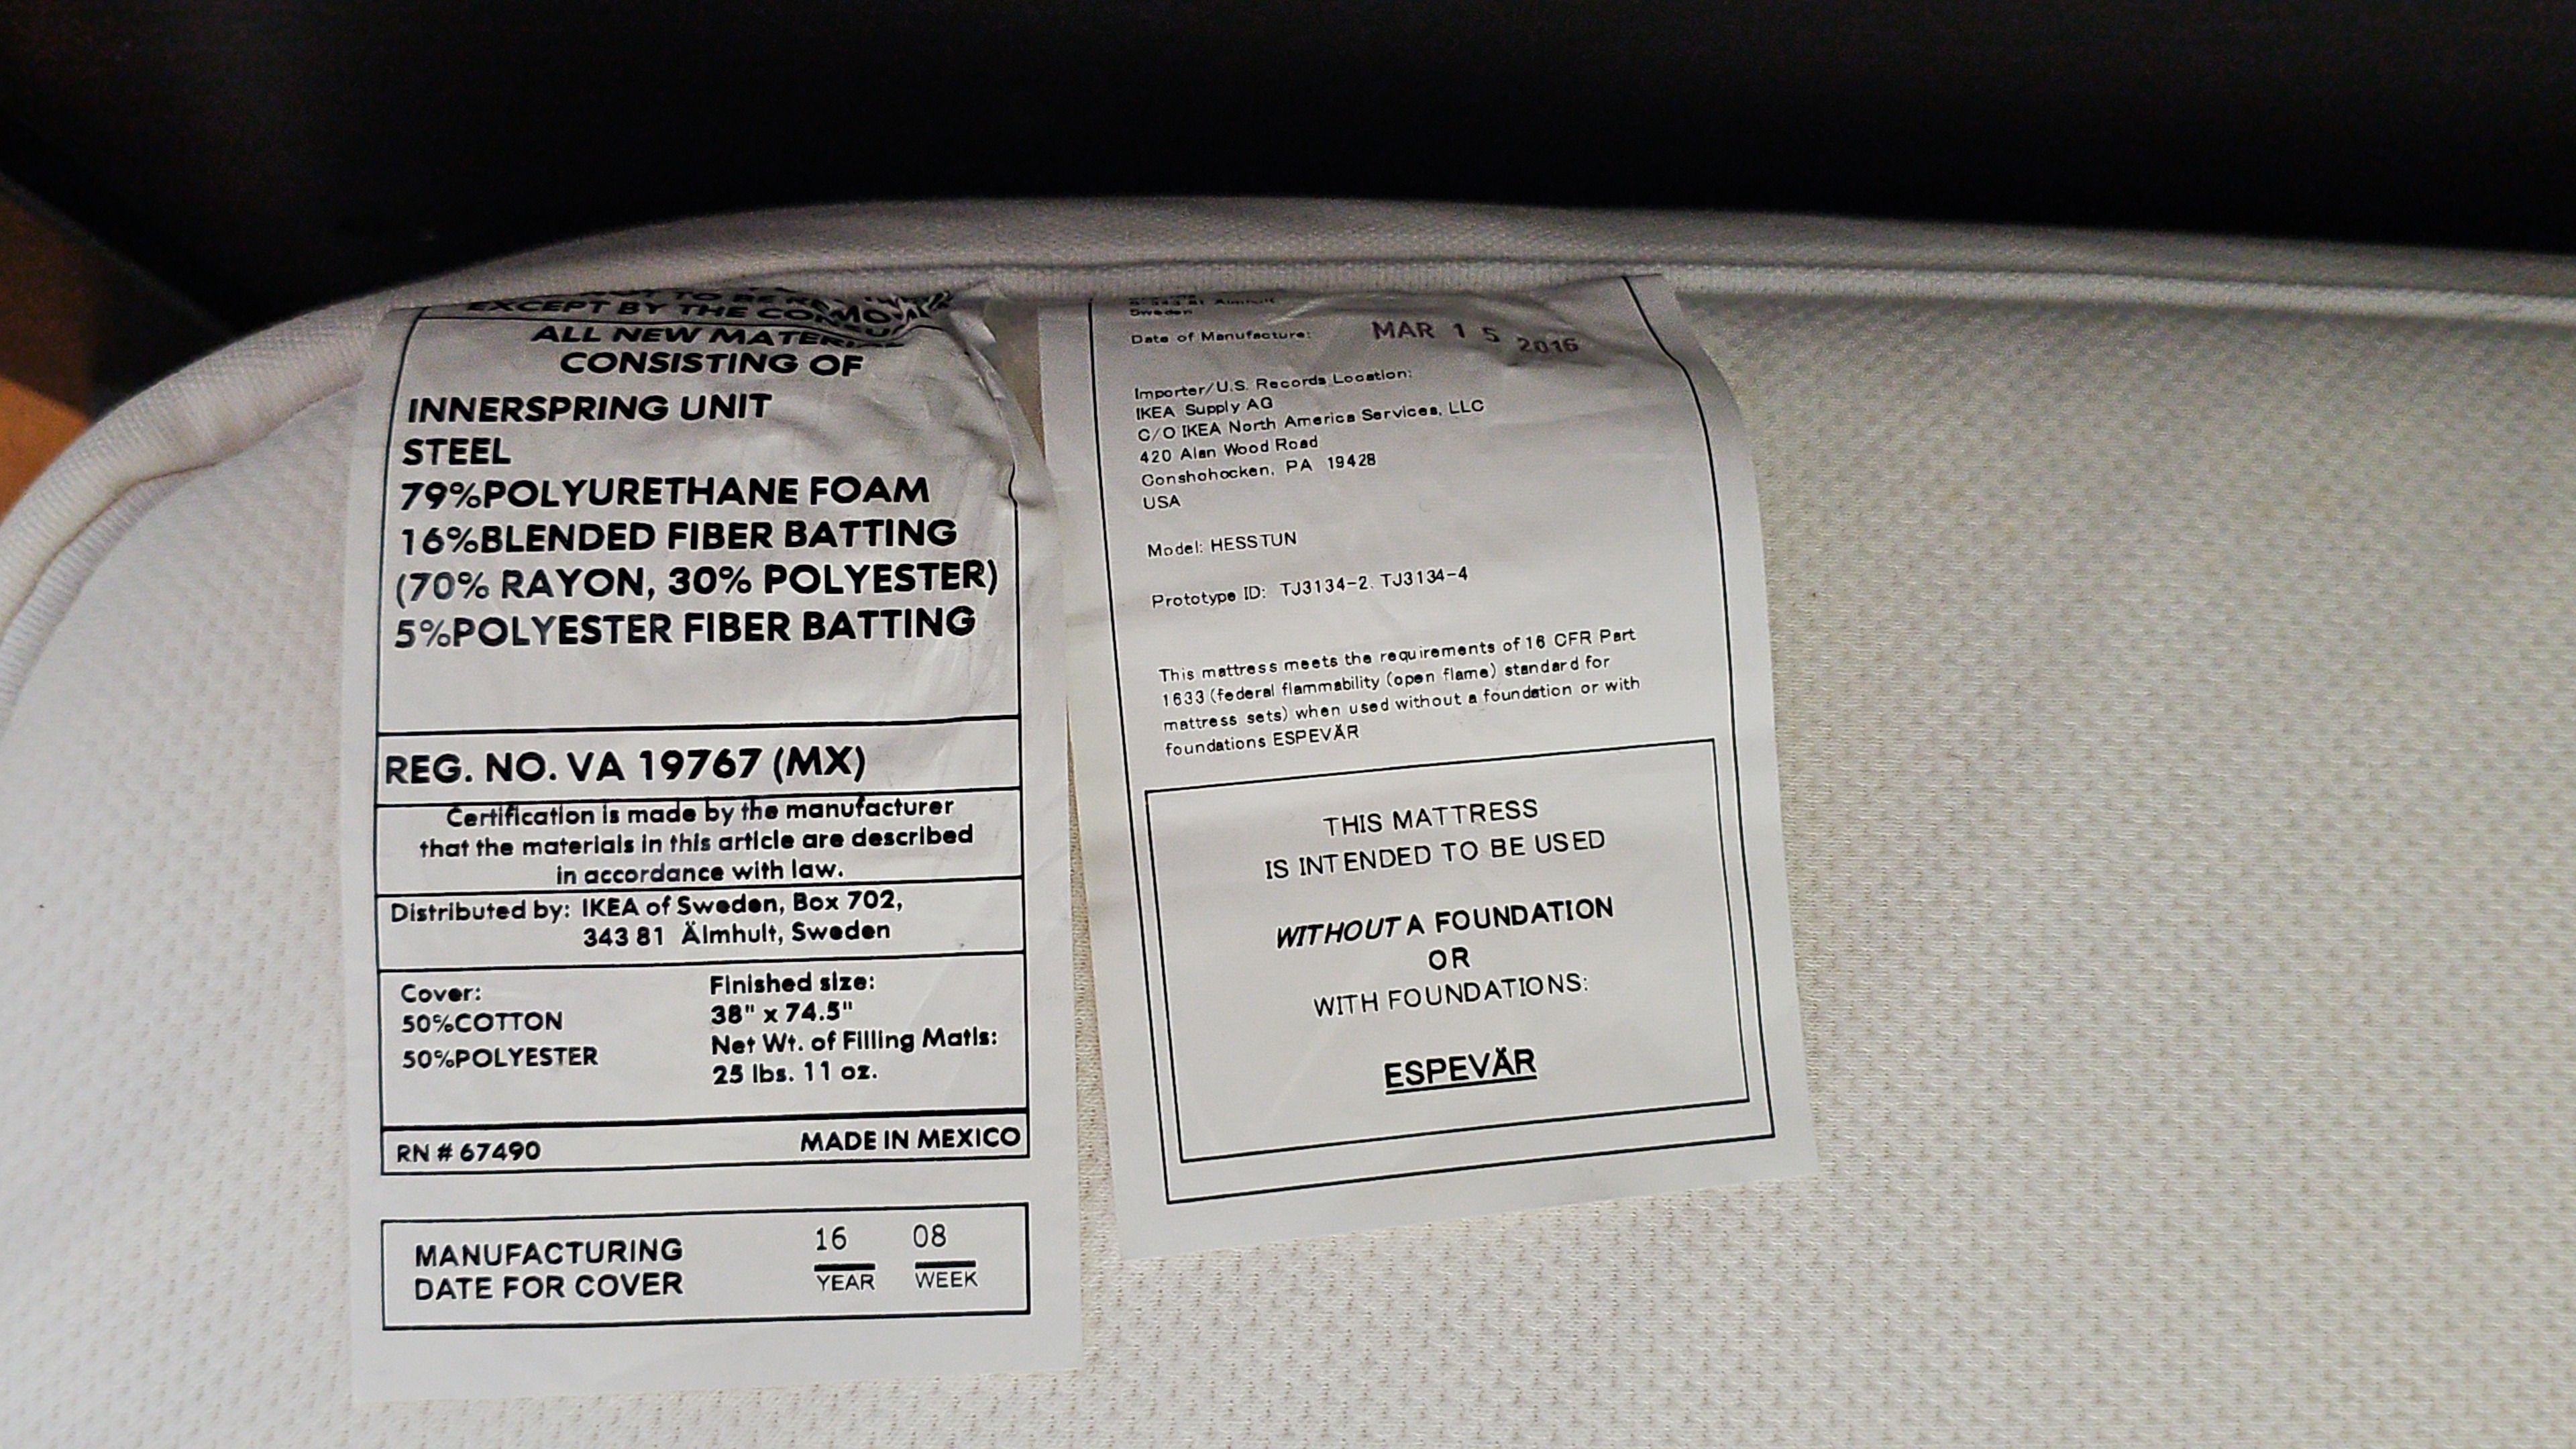 NOT TO BE REMOVED
EXCEPT BY THE CONSU
ALL NEW MATERIAL
CONSISTING OF
INNERSPRING UNIT
STEEL
79%POLYURETHANE FOAM
16%BLENDED FIBER BATTING
(70% RAYON, 30% POLYESTER)
5%POLYESTER FIBER BATTING
REG. NO. VA 19767 (MX)
Certification is made by the manufacturer
that the materials in this article are described
in accordance with law.
Distributed by: IKEA of Sweden, Box 702,
343 81 Älmhult, Sweden
Cover:
50%COTTON
50%POLYESTER
Finished size:
38" x 74.5"
Net Wt. of Filling Matls:
25 lbs. 11 oz.
RN # 67490
MADE IN MEXICO
MANUFACTURING
DATE FOR COVER
16 08
YEAR WEEK
Sweden
Date of Manufacture: MAR 15 2016
Importer/U.S. Records Location:
IKEA Supply AG
C/O IKEA North America Services, LLC
420 Alan Wood Road
Conshohocken, PA 19428
USA
Model: HESSTUN
Prototype ID: TJ3134-2. TJ3134-4
This mattress meets the requirements of 16 CFR Part
1633 (federal flammability (open flame) standard for
mattress sets) when used without a foundation or with
foundations ESPEVÄR
THIS MATTRESS
IS INTENDED TO BE USED
WITHOUT A FOUNDATION
OR
WITH FOUNDATIONS:
ESPEVÄR